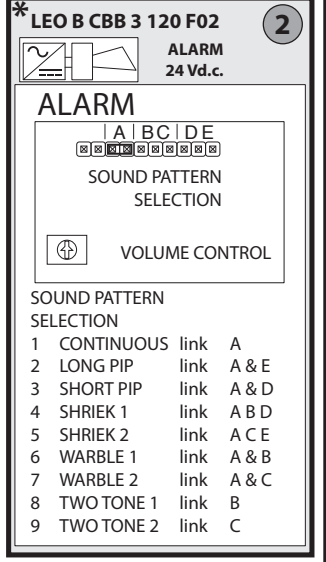 * LEO B CBB 3 120 F02
2
ALARM
24 Vd.c.
ALARM
| A | B C | D E
SOUND PATTERN
SELECTION
VOLUME CONTROL
SOUND PATTERN
SELECTION
1 CONTINUOUS link A
2 LONG PIP link A & E
3 SHORT PIP link A & D
4 SHRIEK 1 link A B D
5 SHRIEK 2 link A C E
6 WARBLE 1 link A & B
7 WARBLE 2 link A & C
8 TWO TONE 1 link B
9 TWO TONE 2 link C